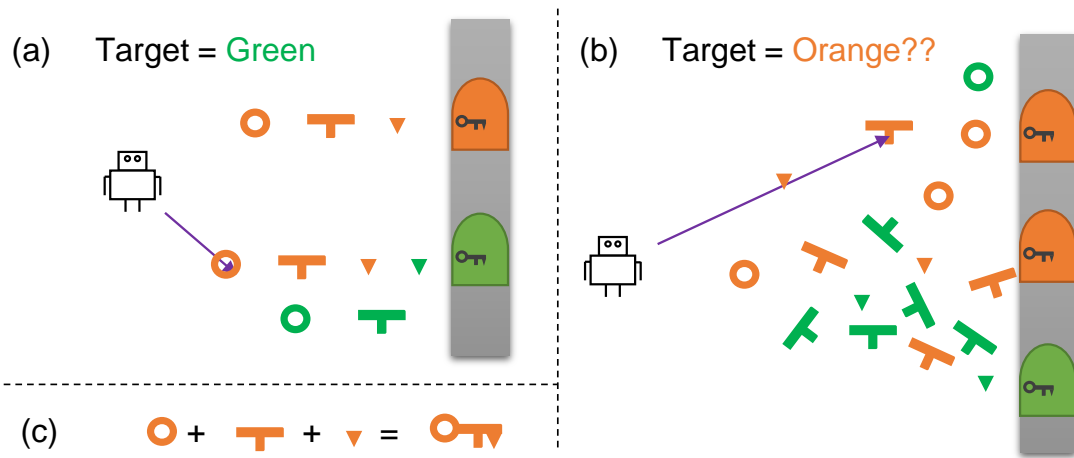 (a) Target = Green
(b) Target = Orange??
(c) + + =